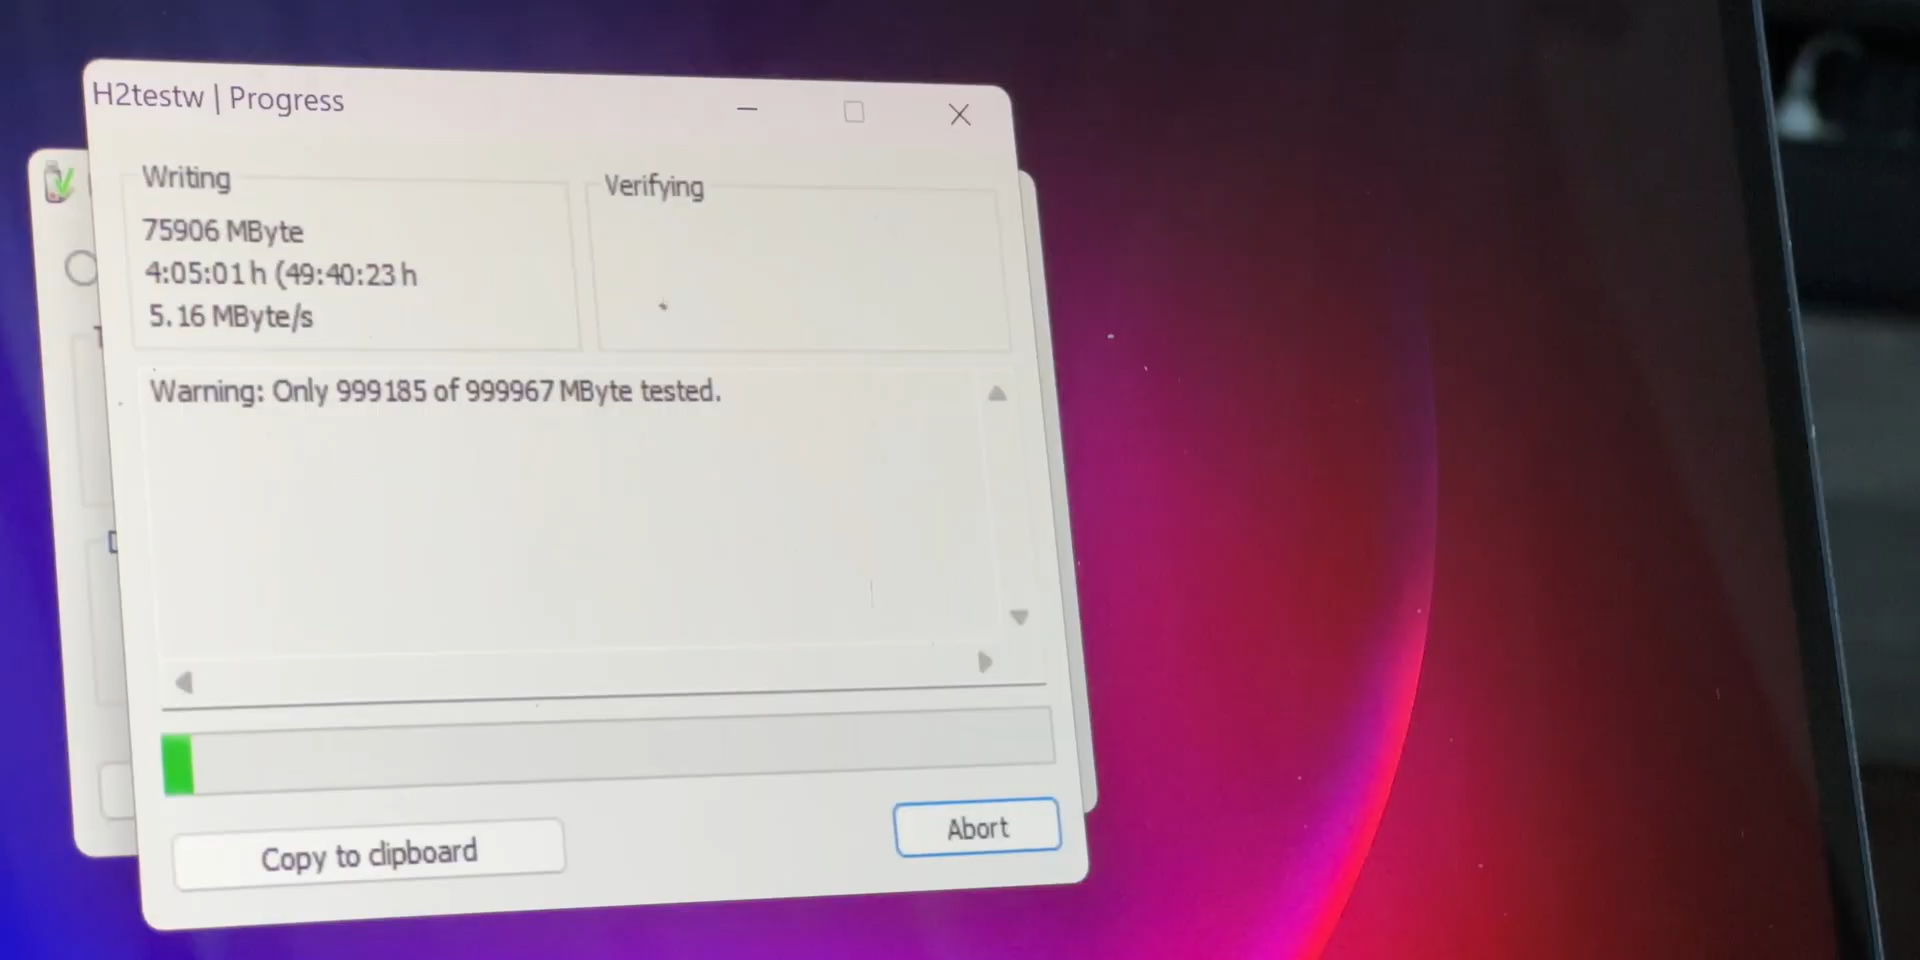 H2testw | Progress
Writing
75906 MByte
4:05:01 h (49:40:23 h
5.16 MByte/s
Verifying
Warning: Only 999185 of 999967 MByte tested.
Copy to clipboard
Abort